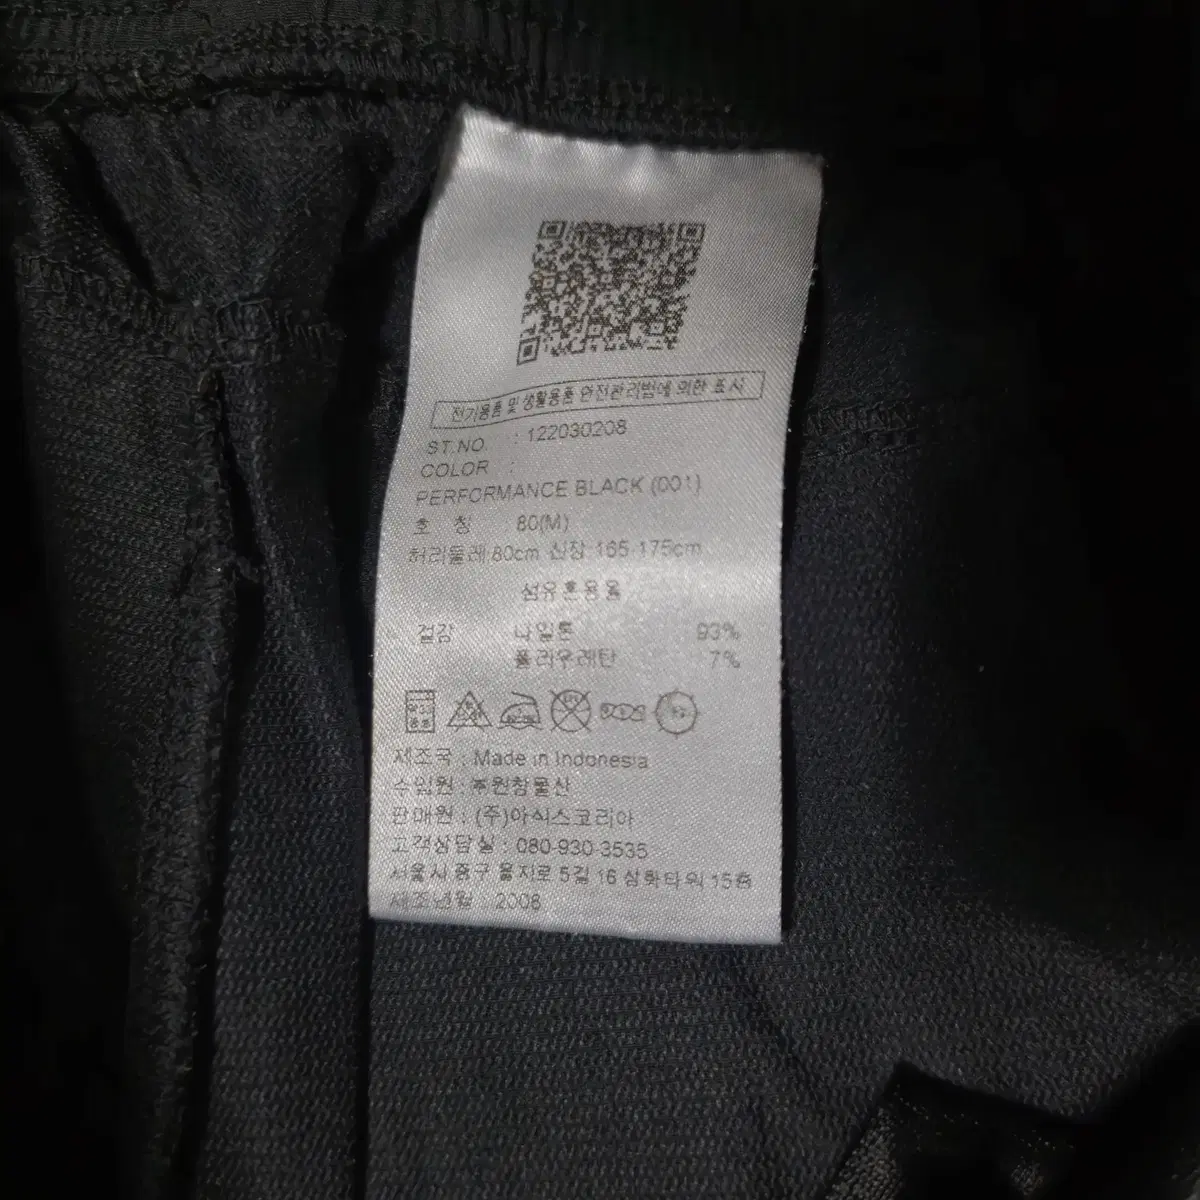 전기용품 및 생활용품 안전관리법에 의한 표시
ST.NO. : 122030208
COLOR :
PERFORMANCE BLACK (001)
호 칭 80(M)
허리둘레 80cm 신장 165-175cm
섬유혼용율
겉감 나일론 93%
폴리우레탄 7%
제조국 : Made in Indonesia
수입원 : ㈜원창물산
판매원 : (주)아식스코리아
고객상담실 : 080-930-3535
서울시 중구 을지로 5길 16 삼화타워 15층
제조년월 : 2008